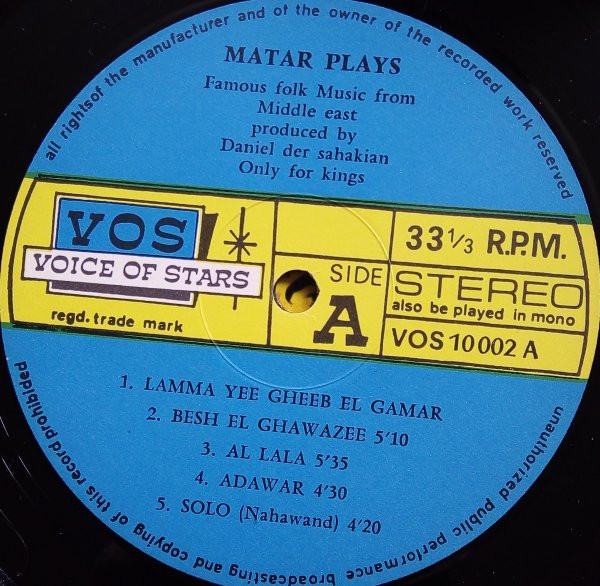 all rights of the manufacturer and of the owner of the recorded work reserved
MATAR PLAYS
Famous folk Music from
Middle east
produced by
Daniel der sahakian
Only for kings
VOS
VOICE OF STARS
regd. trade mark
SIDE
A
33 1/3 R.P.M.
STEREO
also be played in mono
VOS 10 002 A
1. LAMMA YEE GHEEB EL GAMAR
2. BESH EL GHAWAZEE 5'10
3. AL LALA 5'35
4. ADAWAR 4'30
5. SOLO (Nahawand) 4'20
unauthorized public performance broadcasting and copying of this record prohibited